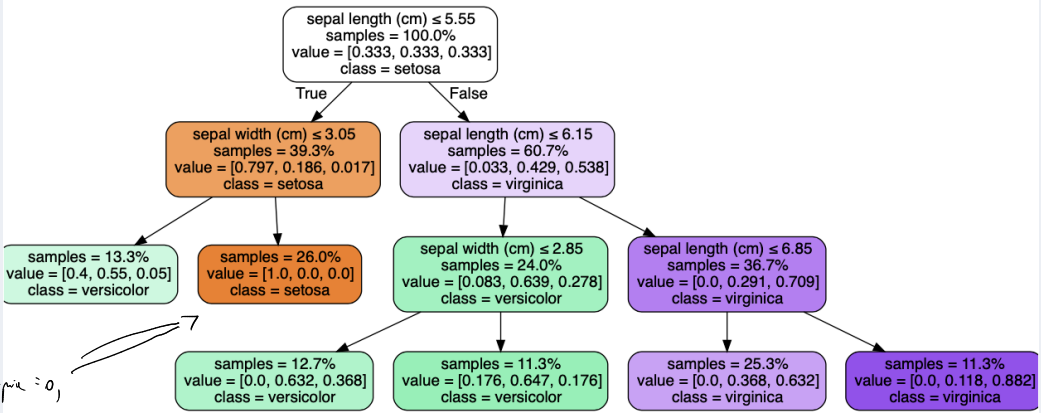 sepal length (cm) ≤ 5.55
samples = 100.0%
value = [0.333, 0.333, 0.333]
class = setosa
True
False
sepal width (cm) ≤ 3.05
samples = 39.3%
value = [0.797, 0.186, 0.017]
class = setosa
sepal length (cm) ≤ 6.15
samples = 60.7%
value = [0.033, 0.429, 0.538]
class = virginica
samples = 13.3%
value = [0.4, 0.55, 0.05]
class = versicolor
samples = 26.0%
value = [1.0, 0.0, 0.0]
class = setosa
sepal width (cm) ≤ 2.85
samples = 24.0%
value = [0.083, 0.639, 0.278]
class = versicolor
sepal length (cm) ≤ 6.85
samples = 36.7%
value = [0.0, 0.291, 0.709]
class = virginica
samples = 12.7%
value = [0.0, 0.632, 0.368]
class = versicolor
samples = 11.3%
value = [0.176, 0.647, 0.176]
class = versicolor
samples = 25.3%
value = [0.0, 0.368, 0.632]
class = virginica
samples = 11.3%
value = [0.0, 0.118, 0.882]
class = virginica
= 0,